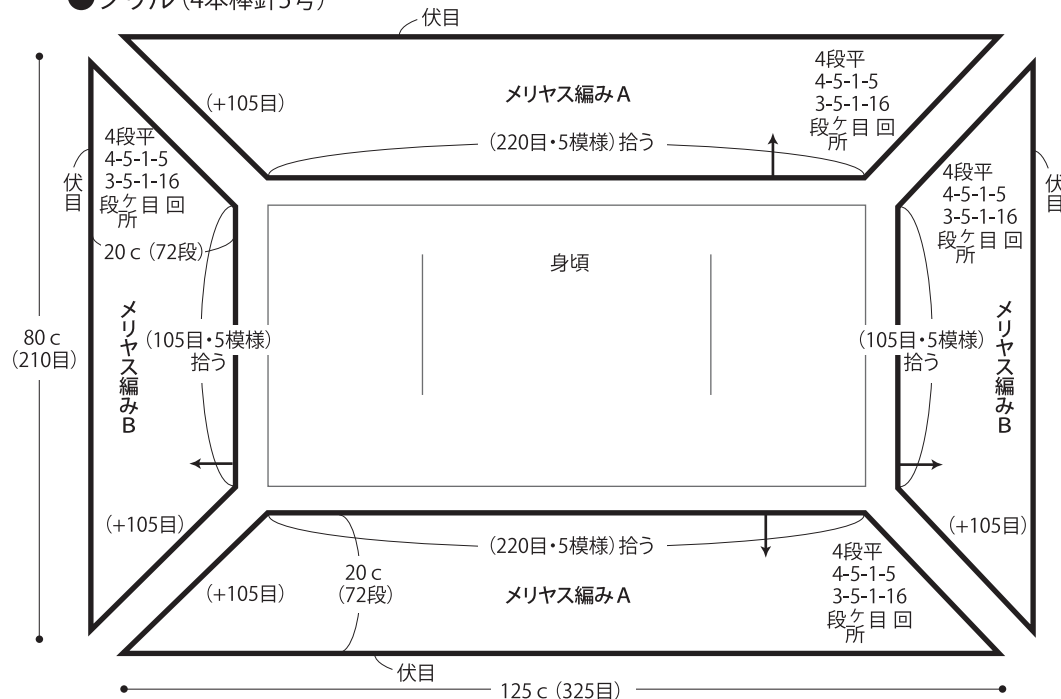 ●フリル(4本棒針5号)
伏目
(+105目)
メリヤス編みA
4段平
4-5-1-5
3-5-1-16
段ケ所目回
(220目・5模様)拾う
4段平
4-5-1-5
3-5-1-16
段ケ所目回
伏目
20c(72段)
メリヤス編みB
(105目・5模様)
拾う
(+105目)
80c
(210目)
身頃
4段平
4-5-1-5
3-5-1-16
段ケ所目回
伏目
メリヤス編みB
(105目・5模様)
拾う
(+105目)
(220目・5模様)拾う
(+105目)
20c
(72段)
メリヤス編みA
4段平
4-5-1-5
3-5-1-16
段ケ所目回
伏目
125c(325目)